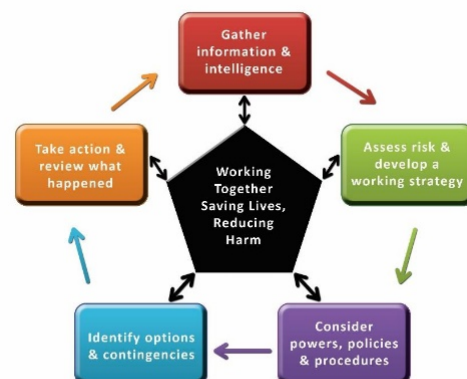 Gather
information &
intelligence
Assess risk &
develop a
working strategy
Consider
powers, policies
& procedures
Identify options
& contingencies
Take action &
review what
happened
Working
Together
Saving Lives,
Reducing
Harm